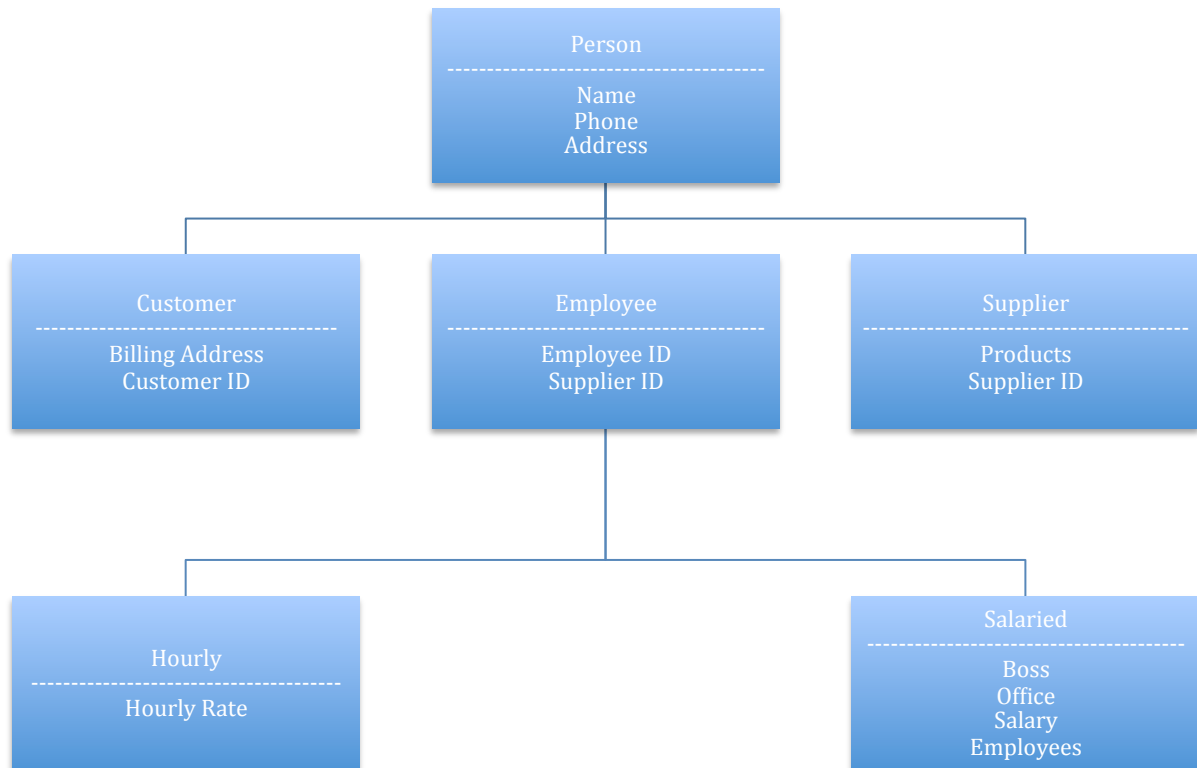 Person
----------------------------------------
Name
Phone
Address
Customer
--------------------------------------
Billing Address
Customer ID
Employee
----------------------------------------
Employee ID
Supplier ID
Supplier
----------------------------------------
Products
Supplier ID
Hourly
---------------------------------------
Hourly Rate
Salaried
----------------------------------------
Boss
Office
Salary
Employees